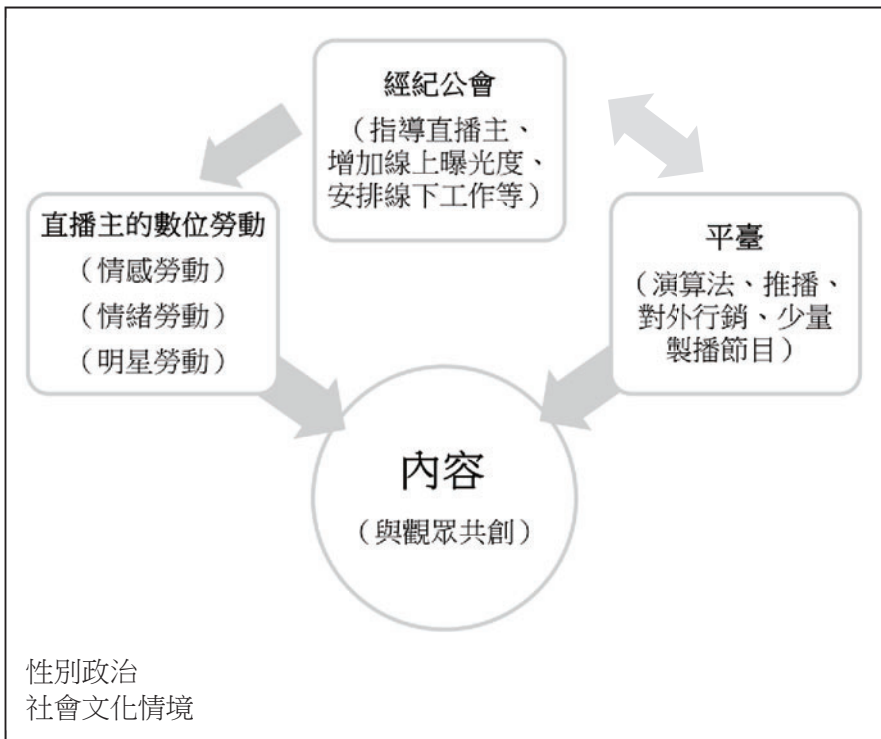 經紀公會
（指導直播主、
增加線上曝光度、
安排線下工作等）
直播主的數位勞動
（情感勞動）
（情緒勞動）
（明星勞動）
平臺
（演算法、推播、
對外行銷、少量
製播節目）
內容
（與觀眾共創）
性別政治
社會文化情境